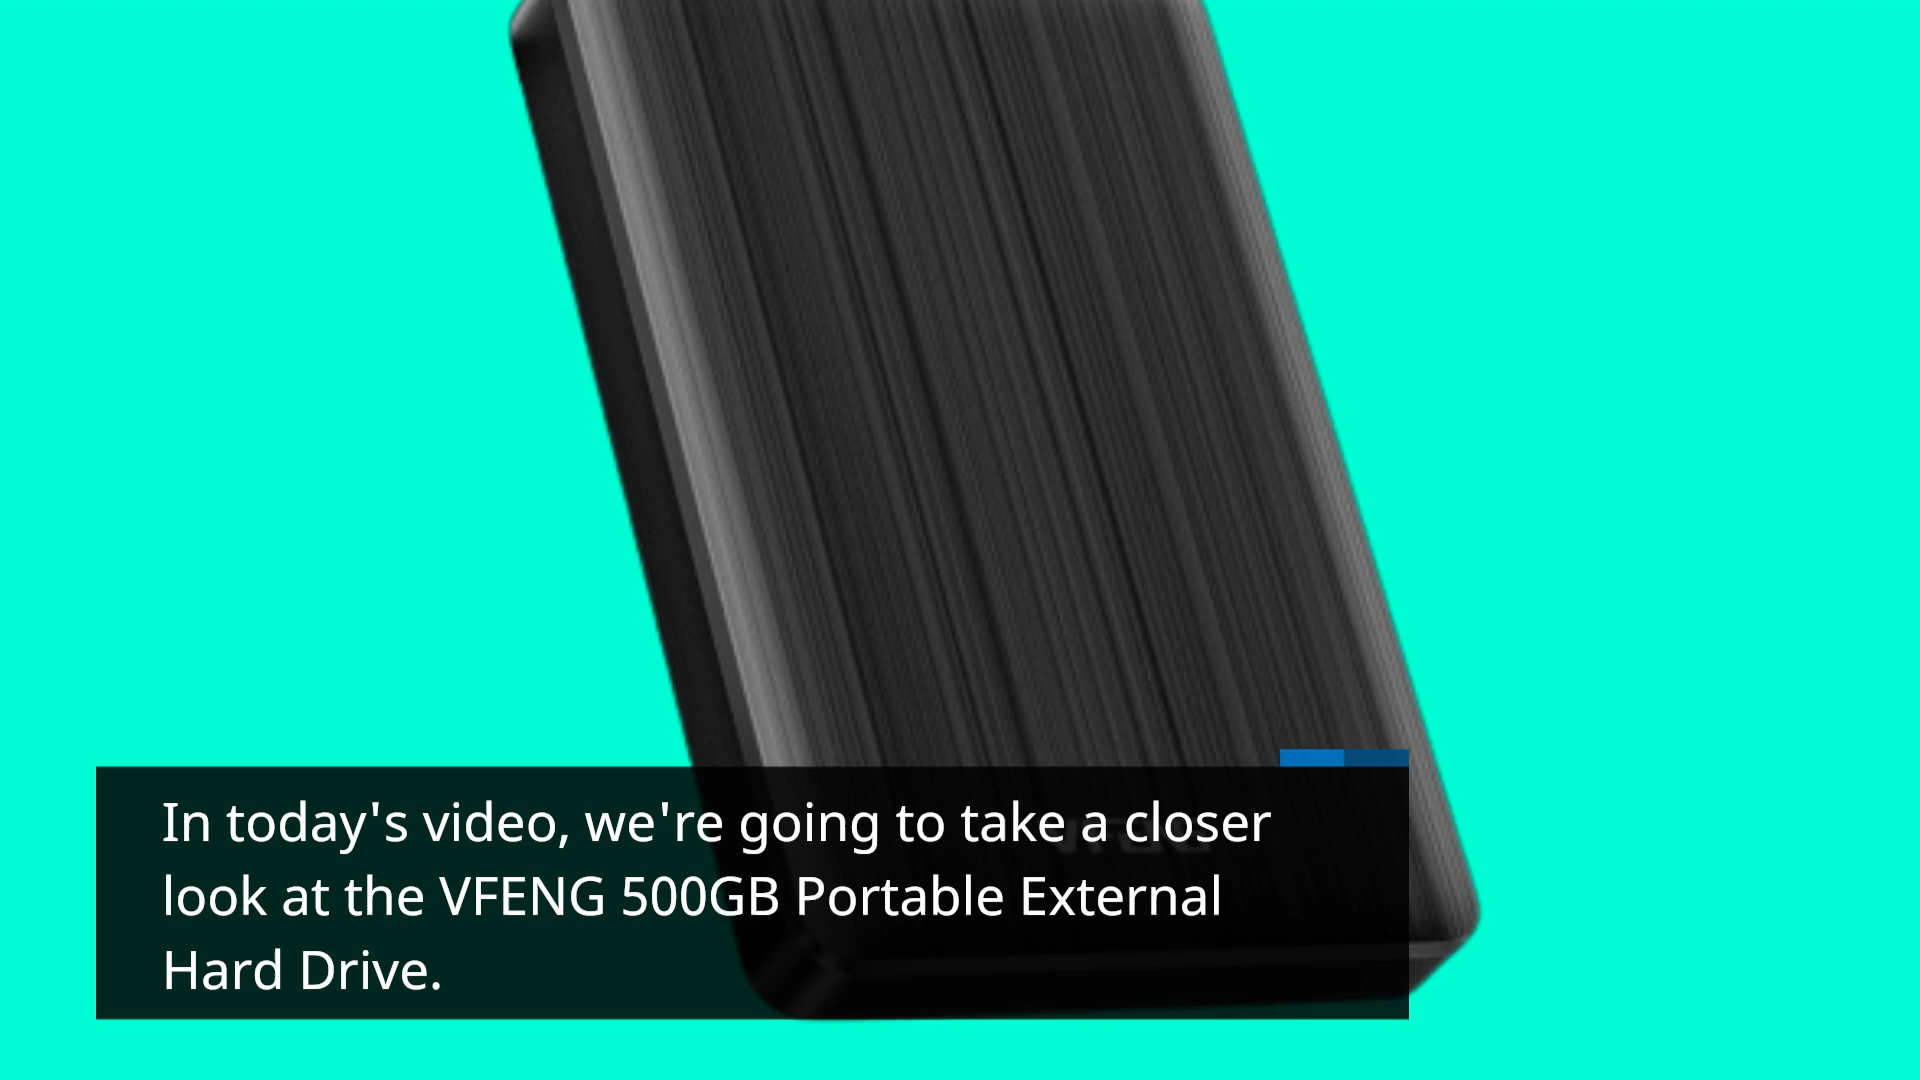 In today's video, we're going to take a closer
look at the VFENG 500GB Portable External
Hard Drive.